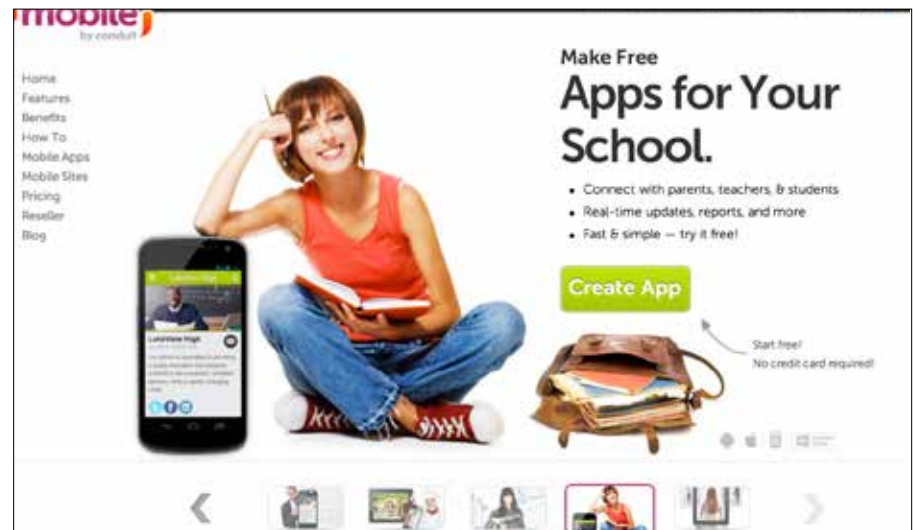 mobile
by conduit
Home
Features
Benefits
How To
Mobile Apps
Mobile Sites
Pricing
Reseller
Blog
Make Free
Apps for Your
School.
• Connect with parents, teachers, & students
• Real-time updates, reports, and more
• Fast & simple — try it free!
Create App
Start free!
No credit card required!
Lakeview High
Lakeview High